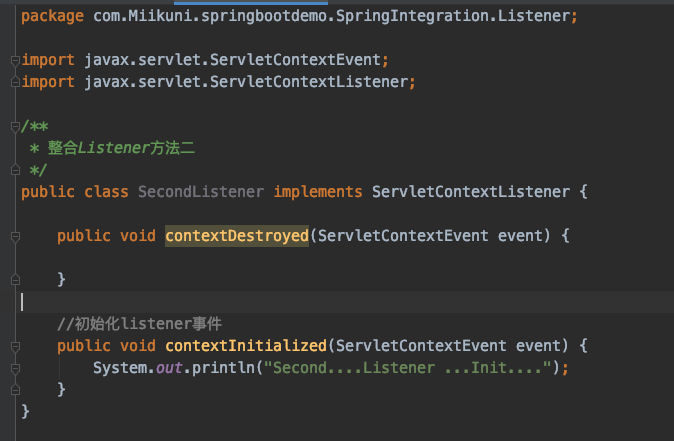 package com.Miikuni.springbootdemo.SpringIntegration.Listener;
import javax.servlet.ServletContextEvent;
import javax.servlet.ServletContextListener;
/**
* 整合Listener方法二
*/
public class SecondListener implements ServletContextListener {
public void contextDestroyed(ServletContextEvent event) {
}
//初始化listener事件
public void contextInitialized(ServletContextEvent event) {
System.out.println("Second....Listener ...Init....");
}
}